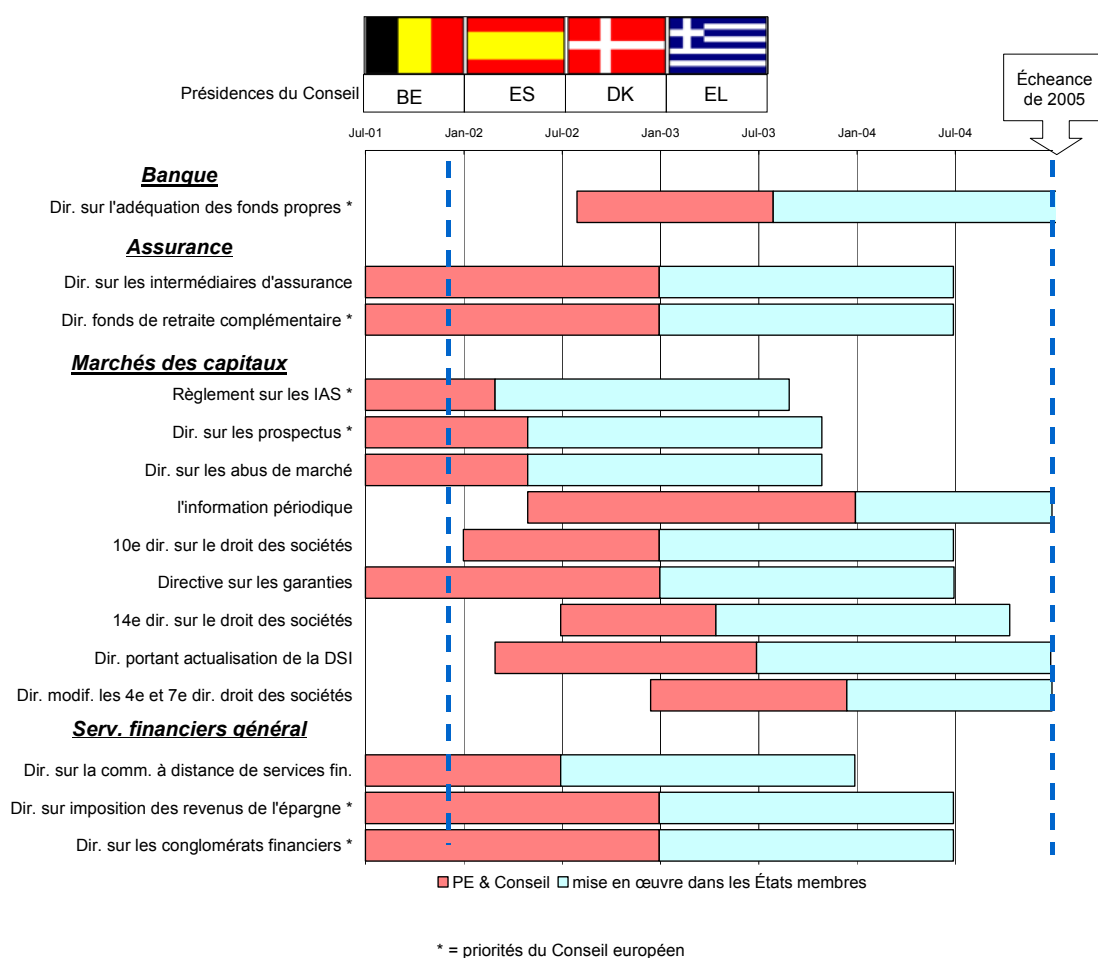 Présidences du Conseil
BE
ES
DK
EL
Écheance
de 2005
Jul-01
Jan-02
Jul-02
Jan-03
Jul-03
Jan-04
Jul-04
Banque
Dir. sur l'adéquation des fonds propres *
Assurance
Dir. sur les intermédiaires d'assurance
Dir. fonds de retraite complémentaire *
Marchés des capitaux
Règlement sur les IAS *
Dir. sur les prospectus *
Dir. sur les abus de marché
l'information périodique
10e dir. sur le droit des sociétés
Directive sur les garanties
14e dir. sur le droit des sociétés
Dir. portant actualisation de la DSI
Dir. modif. les 4e et 7e dir. droit des sociétés
Serv. financiers général
Dir. sur la comm. à distance de services fin.
Dir. sur imposition des revenus de l'épargne *
Dir. sur les conglomérats financiers *
PE & Conseil
mise en œuvre dans les États membres
* = priorités du Conseil européen